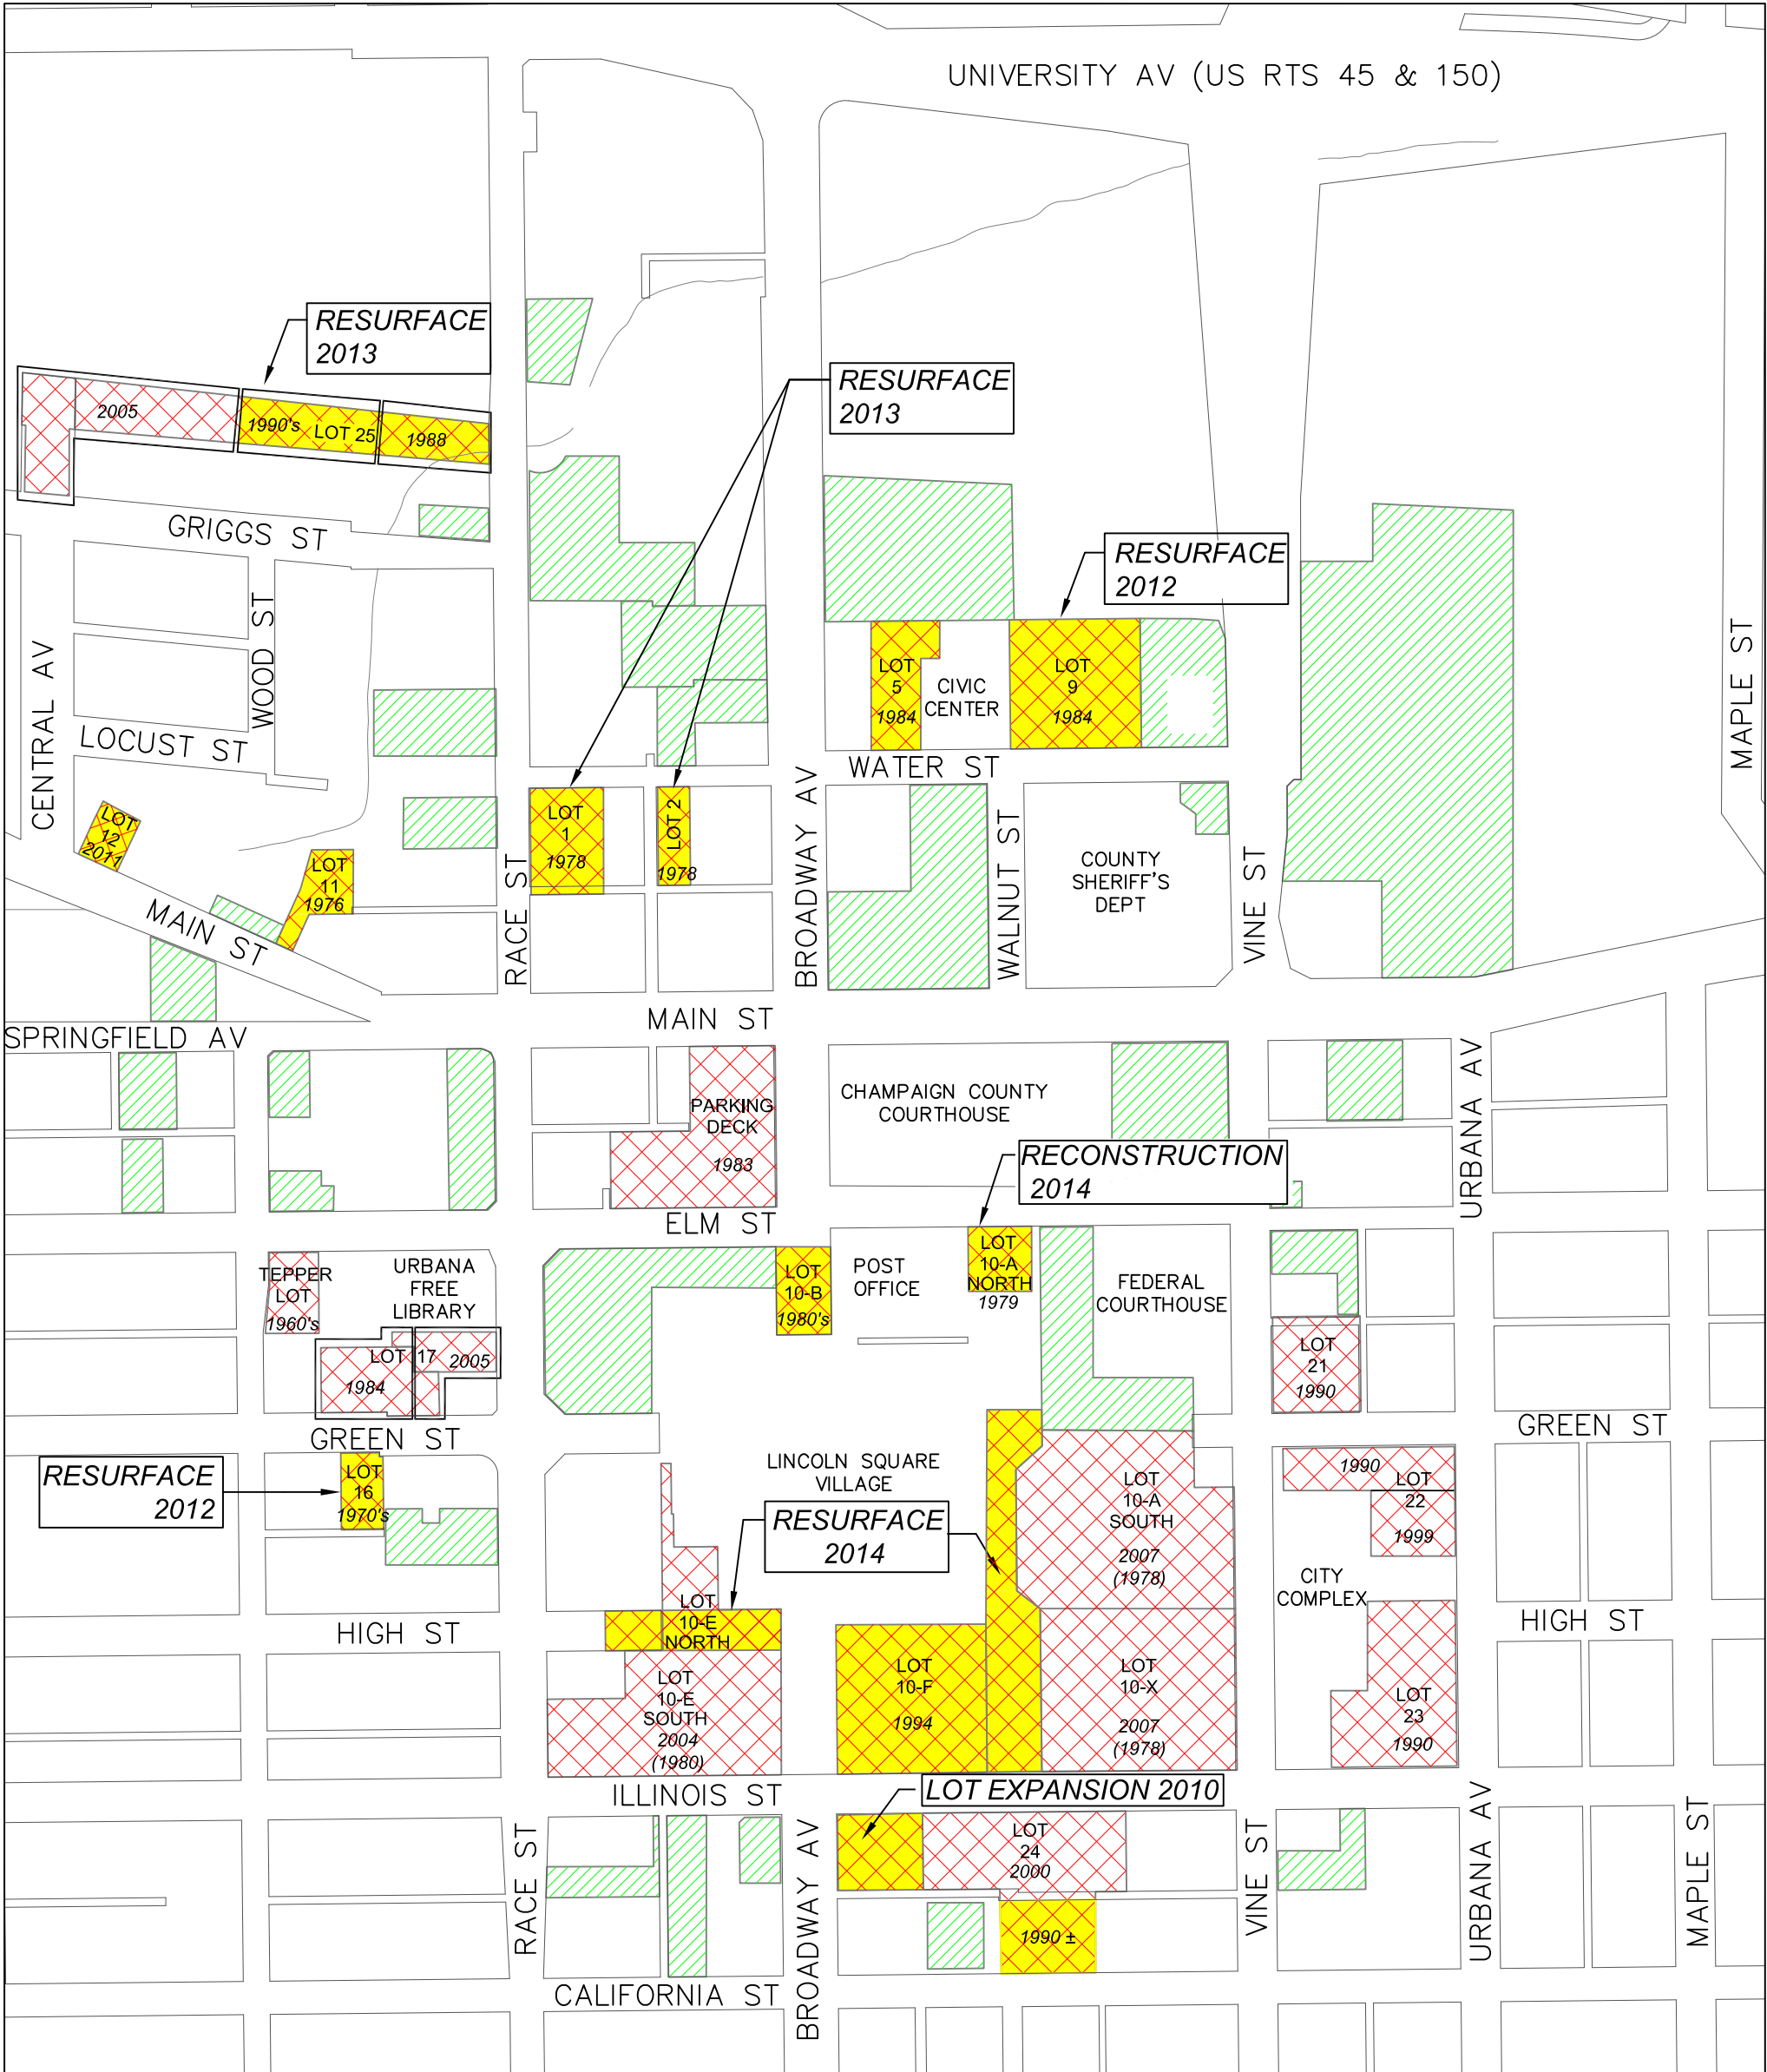 UNIVERSITY AV (US RTS 45 & 150)
RESURFACE
2013
RESURFACE
2013
2005
1990's
LOT 25
1988
GRIGGS ST
RESURFACE
2012
WOOD ST
CENTRAL AV
LOCUST ST
LOT
5
1984
CIVIC
CENTER
LOT
9
1984
MAPLE ST
WATER ST
LOT
12
2011
LOT
11
1976
MAIN ST
RACE ST
LOT
1
1978
LOT 2
1978
BROADWAY AV
WALNUT ST
COUNTY
SHERIFF'S
DEPT
VINE ST
MAIN ST
SPRINGFIELD AV
PARKING
DECK
1983
CHAMPAIGN COUNTY
COURTHOUSE
URBANA AV
RECONSTRUCTION
2014
ELM ST
TEPPER
LOT
1960's
URBANA
FREE
LIBRARY
LOT 17
2005
1984
LOT
10-B
1980's
POST
OFFICE
LOT
10-A
NORTH
1979
FEDERAL
COURTHOUSE
LOT
21
1990
GREEN ST
GREEN ST
RESURFACE
2012
LOT
16
1970's
LINCOLN SQUARE
VILLAGE
RESURFACE
2014
LOT
10-A
SOUTH
2007
(1978)
1990
LOT
22
1999
CITY
COMPLEX
HIGH ST
HIGH ST
LOT
10-E
NORTH
LOT
10-E
SOUTH
2004
(1980)
LOT
10-F
1994
LOT
10-X
2007
(1978)
LOT
23
1990
ILLINOIS ST
LOT EXPANSION 2010
LOT
24
2000
RACE ST
BROADWAY AV
1990 ±
VINE ST
URBANA AV
MAPLE ST
CALIFORNIA ST